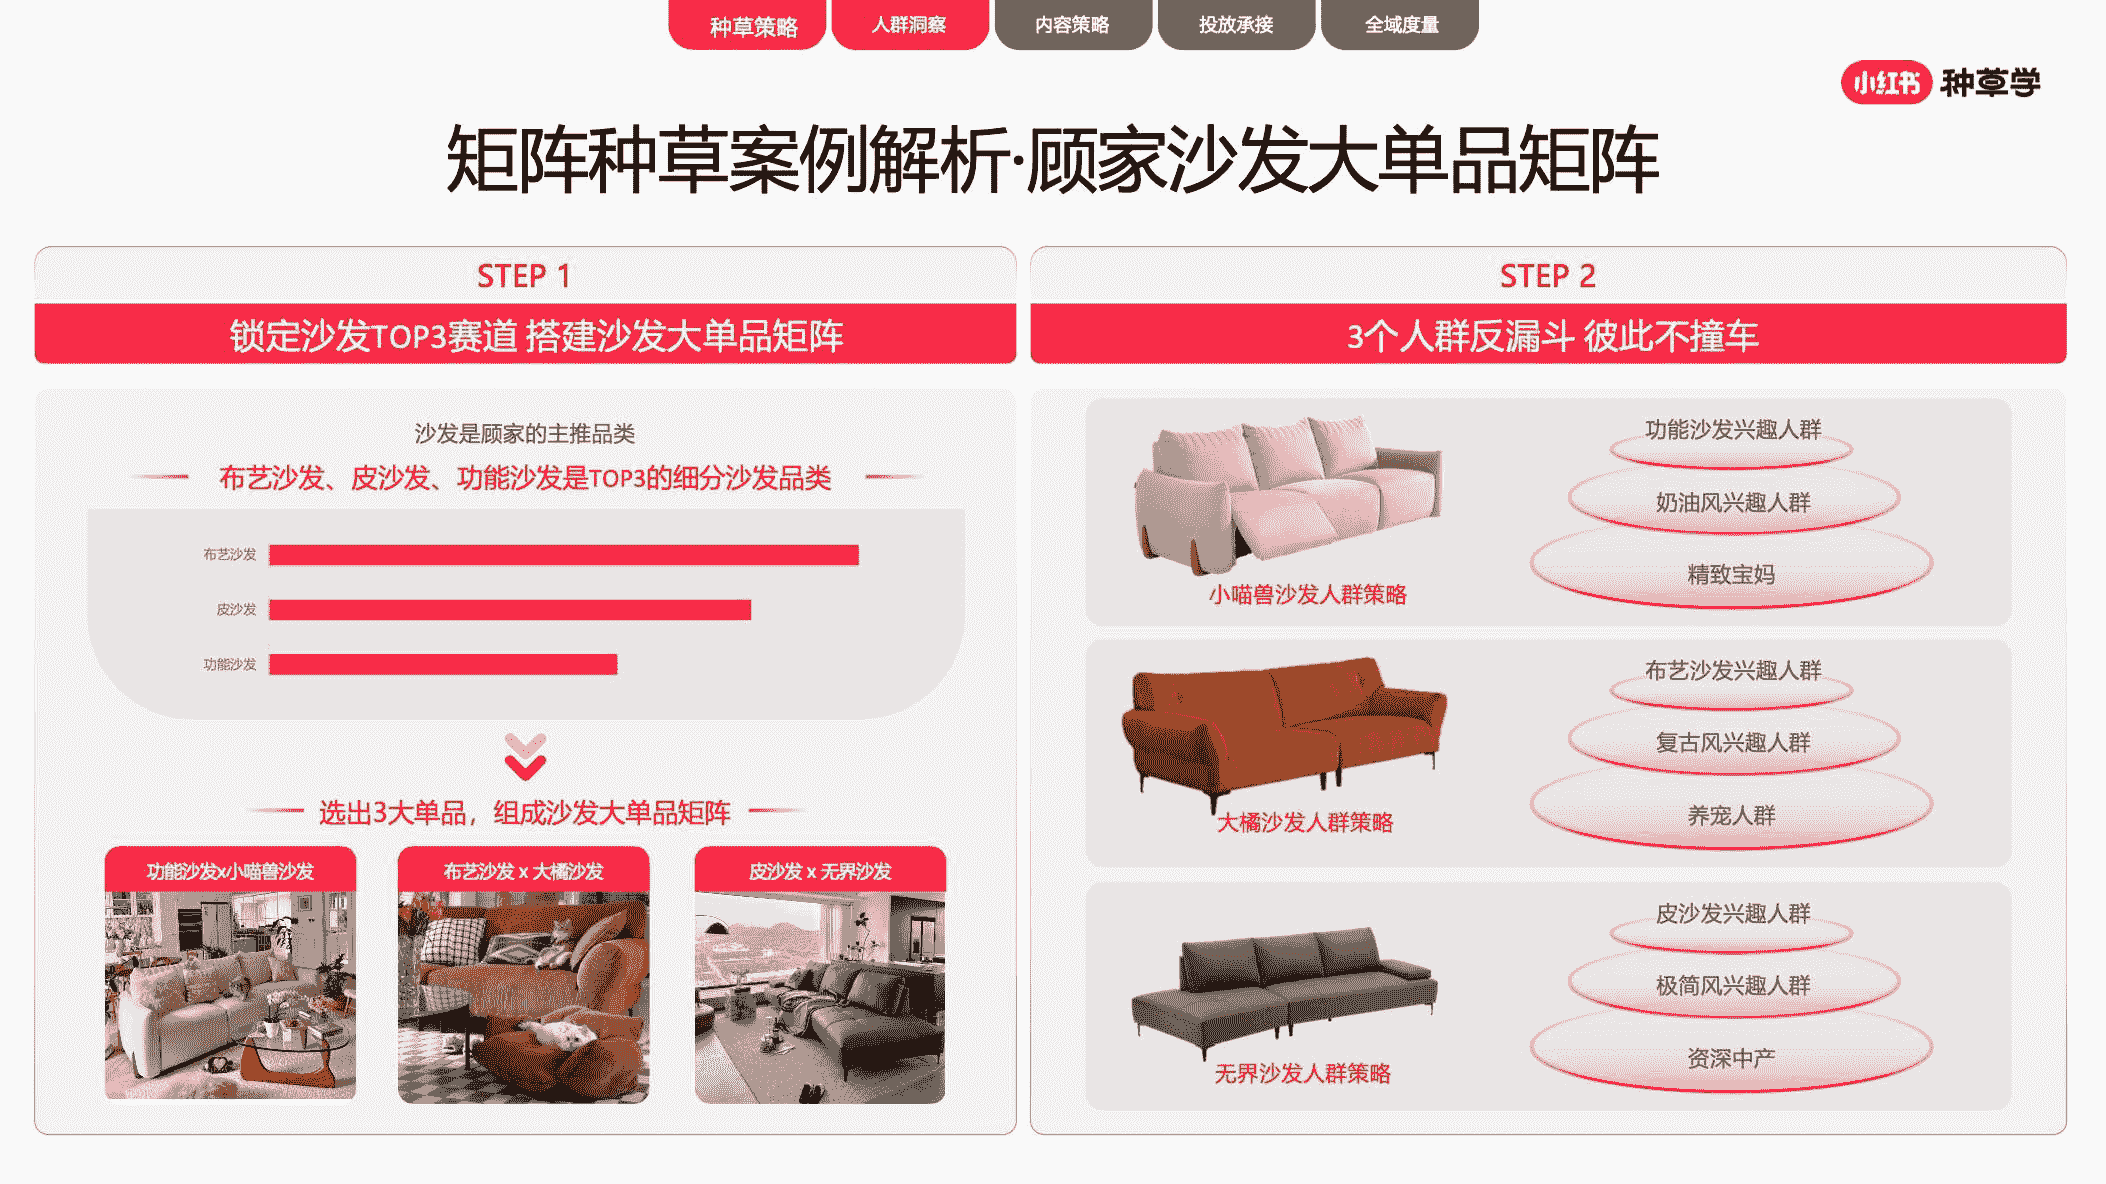 种草策略
人群洞察
内容策略
投放承接
全域度量
小红书 种草学
矩阵种草案例解析·顾家沙发大单品矩阵
STEP 1
锁定沙发TOP3赛道 搭建沙发大单品矩阵
沙发是顾家的主推品类
布艺沙发、皮沙发、功能沙发是TOP3的细分沙发品类
布艺沙发
皮沙发
功能沙发
选出3大单品，组成沙发大单品矩阵
功能沙发x小喵兽沙发
布艺沙发 x 大橘沙发
皮沙发 x 无界沙发
STEP 2
3个人群反漏斗 彼此不撞车
小喵兽沙发人群策略
功能沙发兴趣人群
奶油风兴趣人群
精致宝妈
大橘沙发人群策略
布艺沙发兴趣人群
复古风兴趣人群
养宠人群
无界沙发人群策略
皮沙发兴趣人群
极简风兴趣人群
资深中产